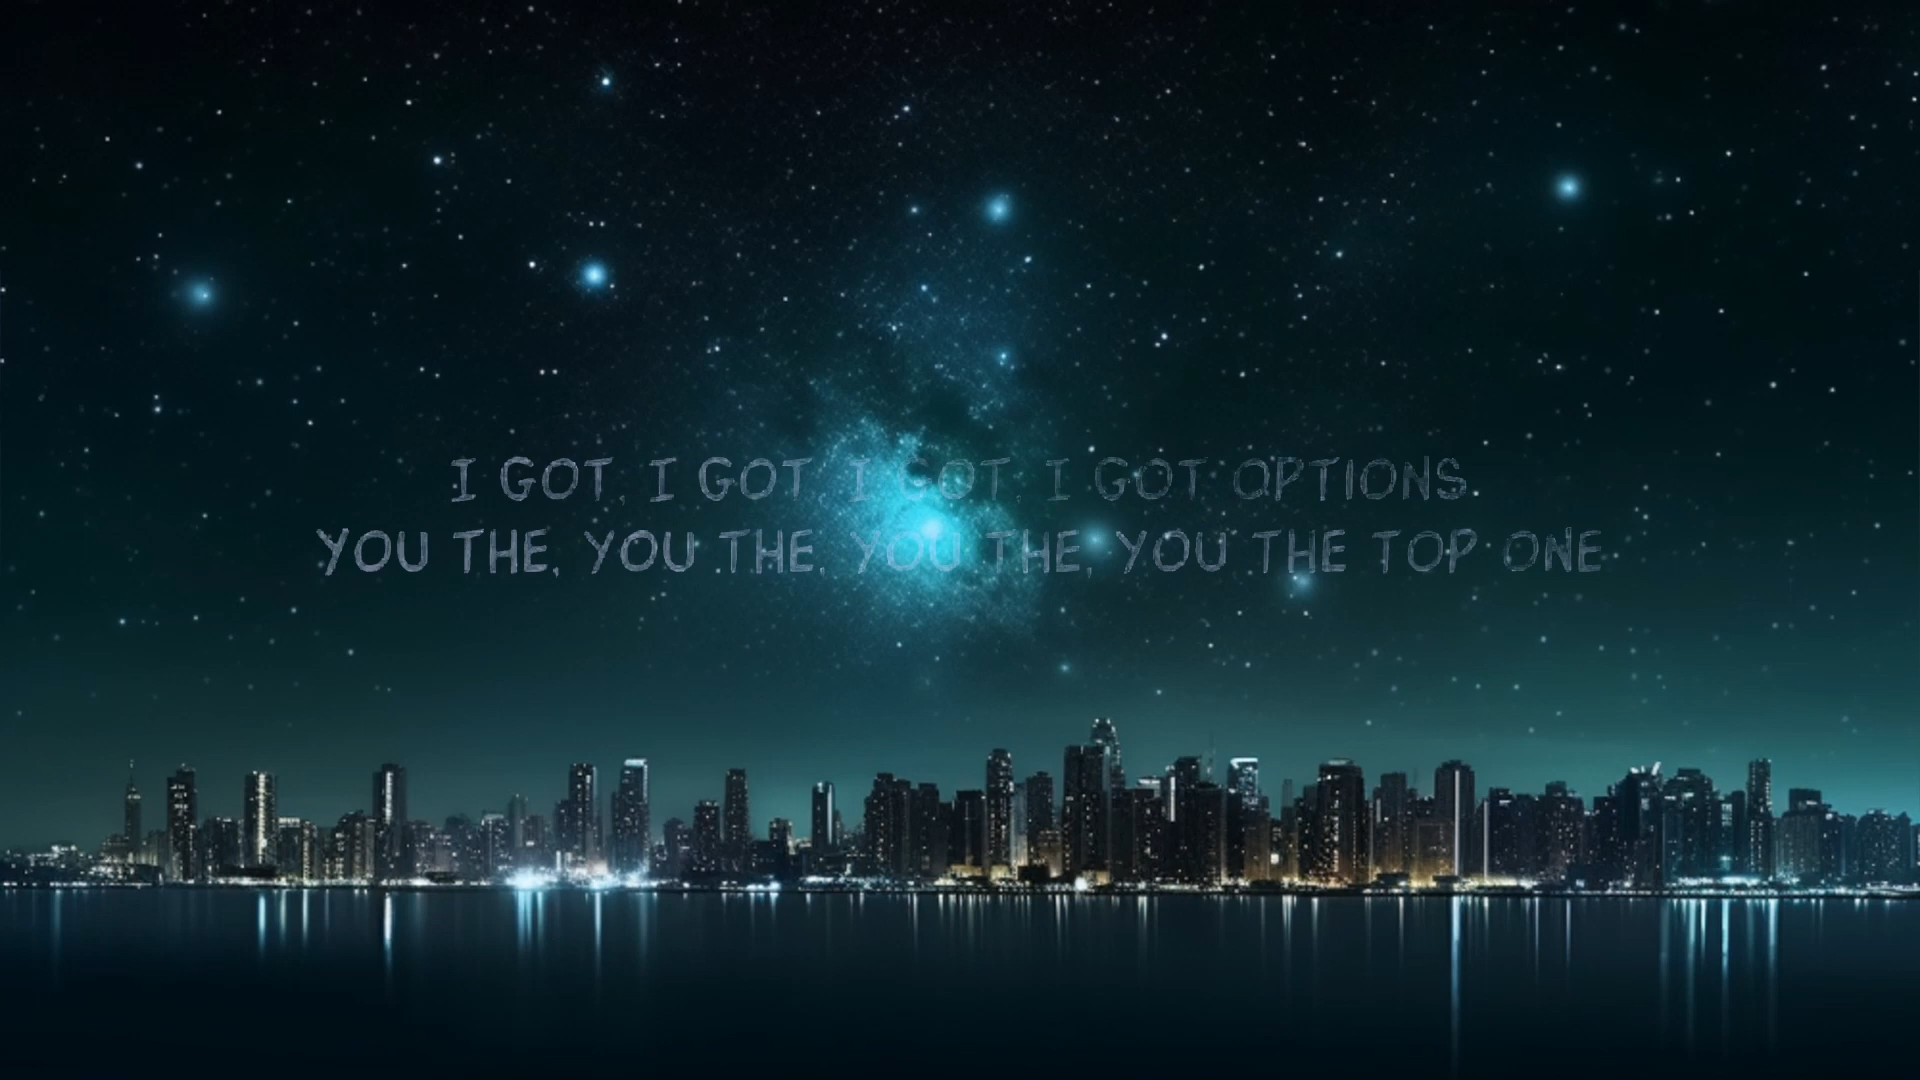 I GOT, I GOT, I GOT, I GOT OPTIONS
YOU THE, YOU THE, YOU THE, YOU THE TOP ONE